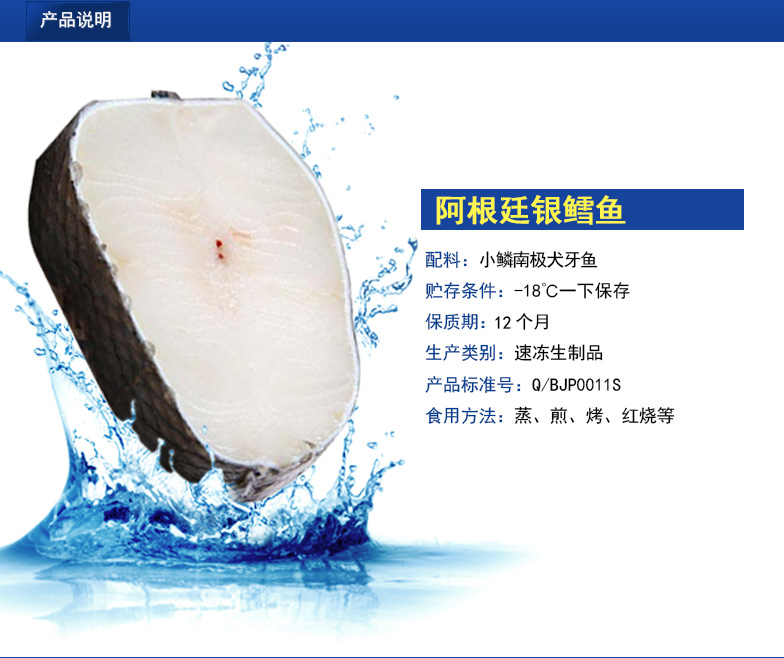 产品说明
阿根廷银鳕鱼
配料：小鳞南极犬牙鱼
贮存条件：-18℃一下保存
保质期：12个月
生产类别：速冻生制品
产品标准号：Q/BJP0011S
食用方法：蒸、煎、烤、红烧等